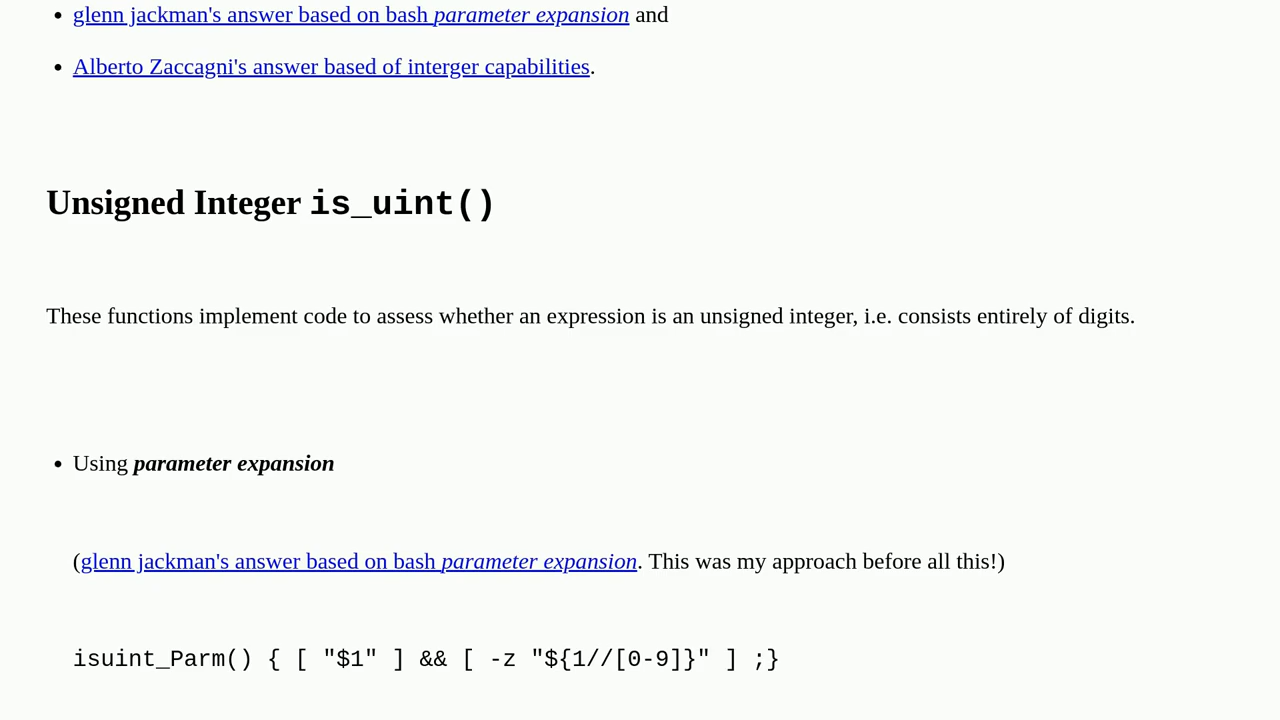 glenn jackman's answer based on bash parameter expansion and
Alberto Zaccagni's answer based of interger capabilities.
Unsigned Integer is_uint()
These functions implement code to assess whether an expression is an unsigned integer, i.e. consists entirely of digits.
Using parameter expansion
(glenn jackman's answer based on bash parameter expansion. This was my approach before all this!)
isuint_Parm() { [ "$1" ] && [ -z "${1//[0-9]}" ] ;}